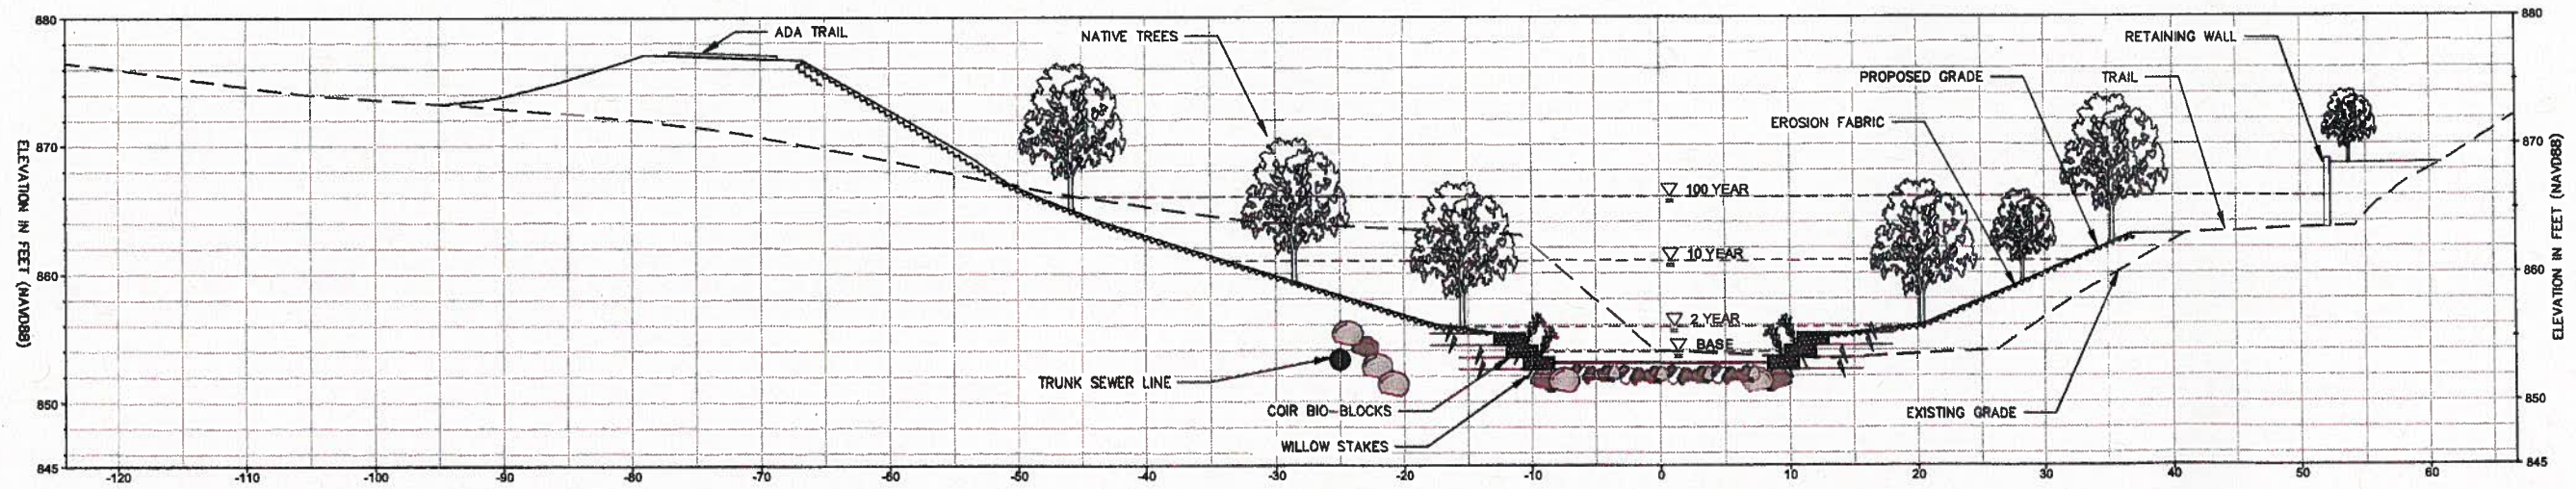 880
880
ADA TRAIL
NATIVE TREES
RETAINING WALL
PROPOSED GRADE
TRAIL
EROSION FABRIC
870
870
100 YEAR
10 YEAR
860
860
2 YEAR
BASE
TRUNK SEWER LINE
COIR BIO-BLOCKS
WILLOW STAKES
EXISTING GRADE
850
850
845
845
ELEVATION IN FEET (NAVD88)
ELEVATION IN FEET (NAVD88)
-120 -110 -100 -90 -80 -70 -60 -50 -40 -30 -20 -10 0 10 20 30 40 50 60